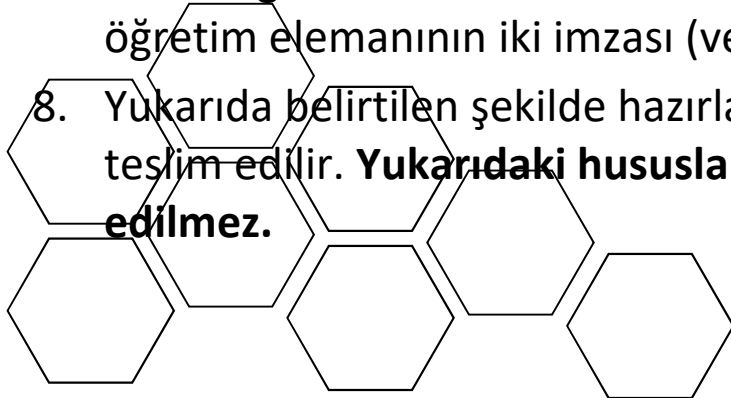 öğretim elemanının iki imzası (ve
8. Yukarıda belirtilen şekilde hazırla
teslim edilir. Yukarıdaki hususla
edilmez.